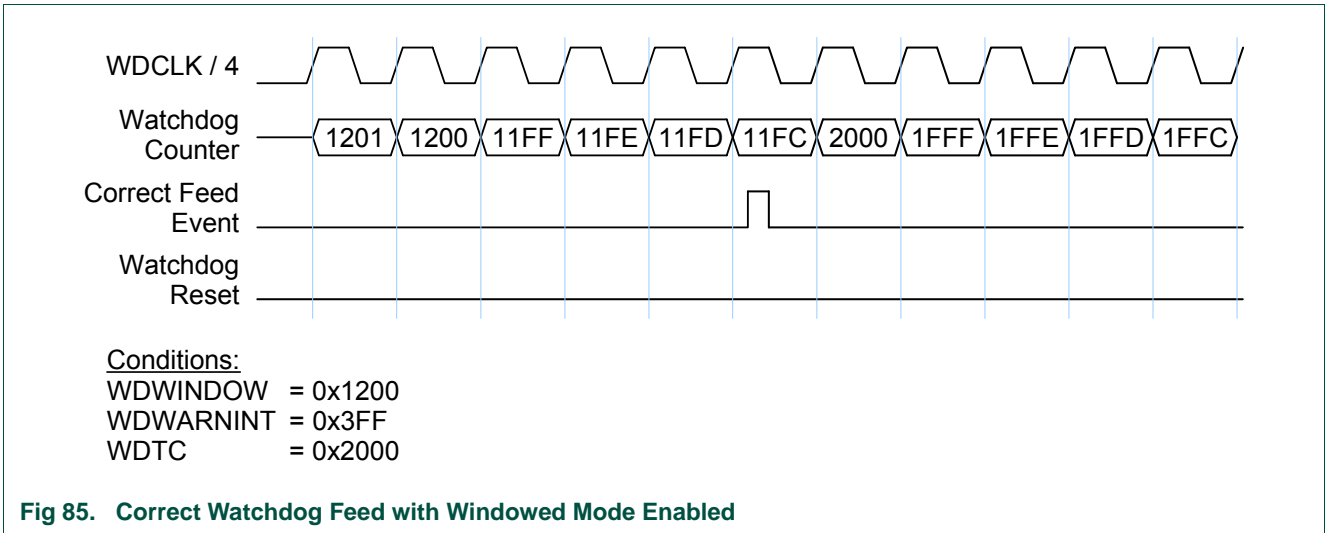 WDCLK / 4
Watchdog
Counter
1201 1200 11FF 11FE 11FD 11FC 2000 1FFF 1FFE 1FFD 1FFC
Correct Feed
Event
Watchdog
Reset
Conditions:
WDWINDOW = 0x1200
WDWARNINT = 0x3FF
WDTC = 0x2000
Fig 85. Correct Watchdog Feed with Windowed Mode Enabled